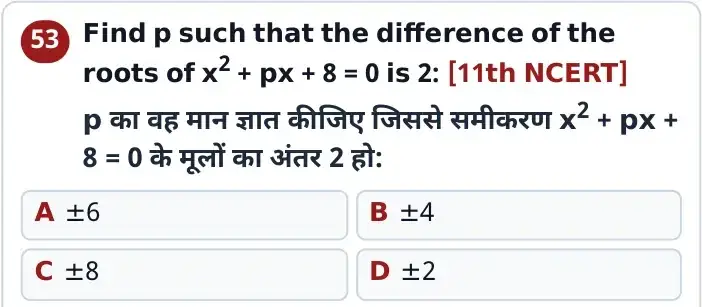 53 Find p such that the difference of the
roots of x² + px + 8 = 0 is 2: [11th NCERT]
p का वह मान ज्ञात कीजिए जिससे समीकरण x² + px +
8 = 0 के मूलों का अंतर 2 हो:
A ±6 B ±4
C ±8 D ±2